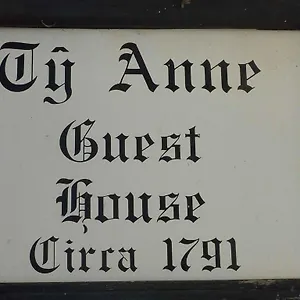 Tŷ Anne
Guest
House
Circa 1791